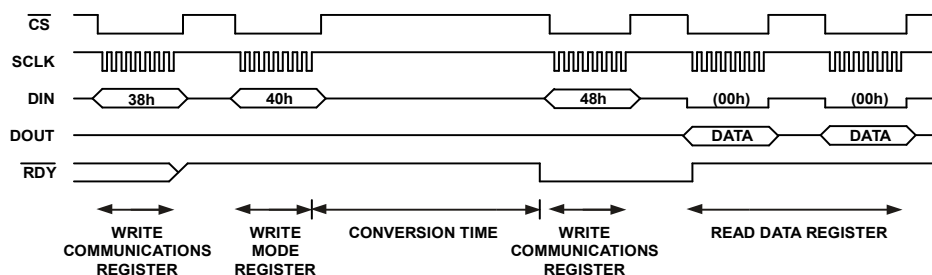 CS
SCLK
DIN 38h 40h 48h (00h) (00h)
DOUT DATA DATA
RDY
WRITE COMMUNICATIONS REGISTER
WRITE MODE REGISTER
CONVERSION TIME
WRITE COMMUNICATIONS REGISTER
READ DATA REGISTER